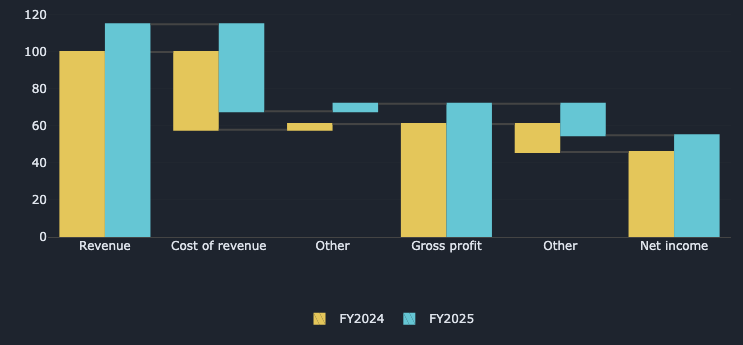 120
100
80
60
40
20
0
Revenue
Cost of revenue
Other
Gross profit
Other
Net income
FY2024
FY2025